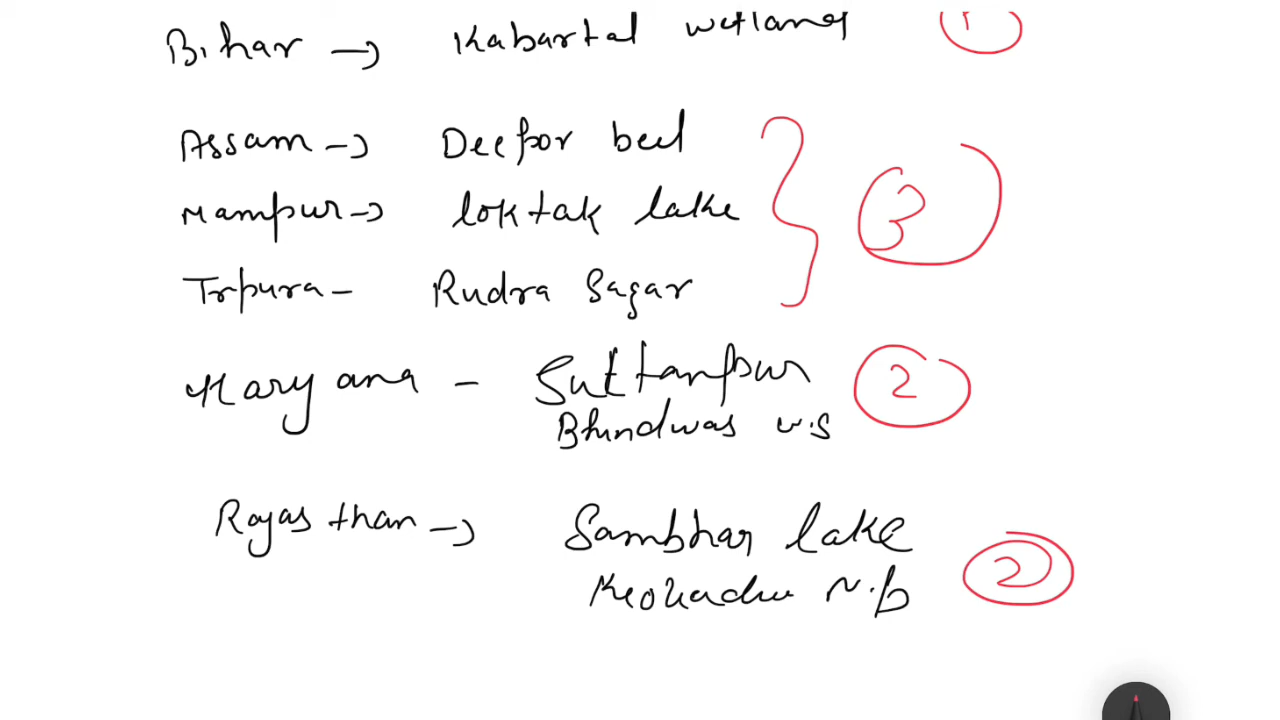 Bihar → Kabartal wetland 1
Assam → Deepor beel
Manipur → loktak lake 3
Tripura - Rudra Sagar
Haryana - Sultanpur 2
Bhindwas w.s
Rajasthan → Sambhar lake
Keoladeo N.P 2